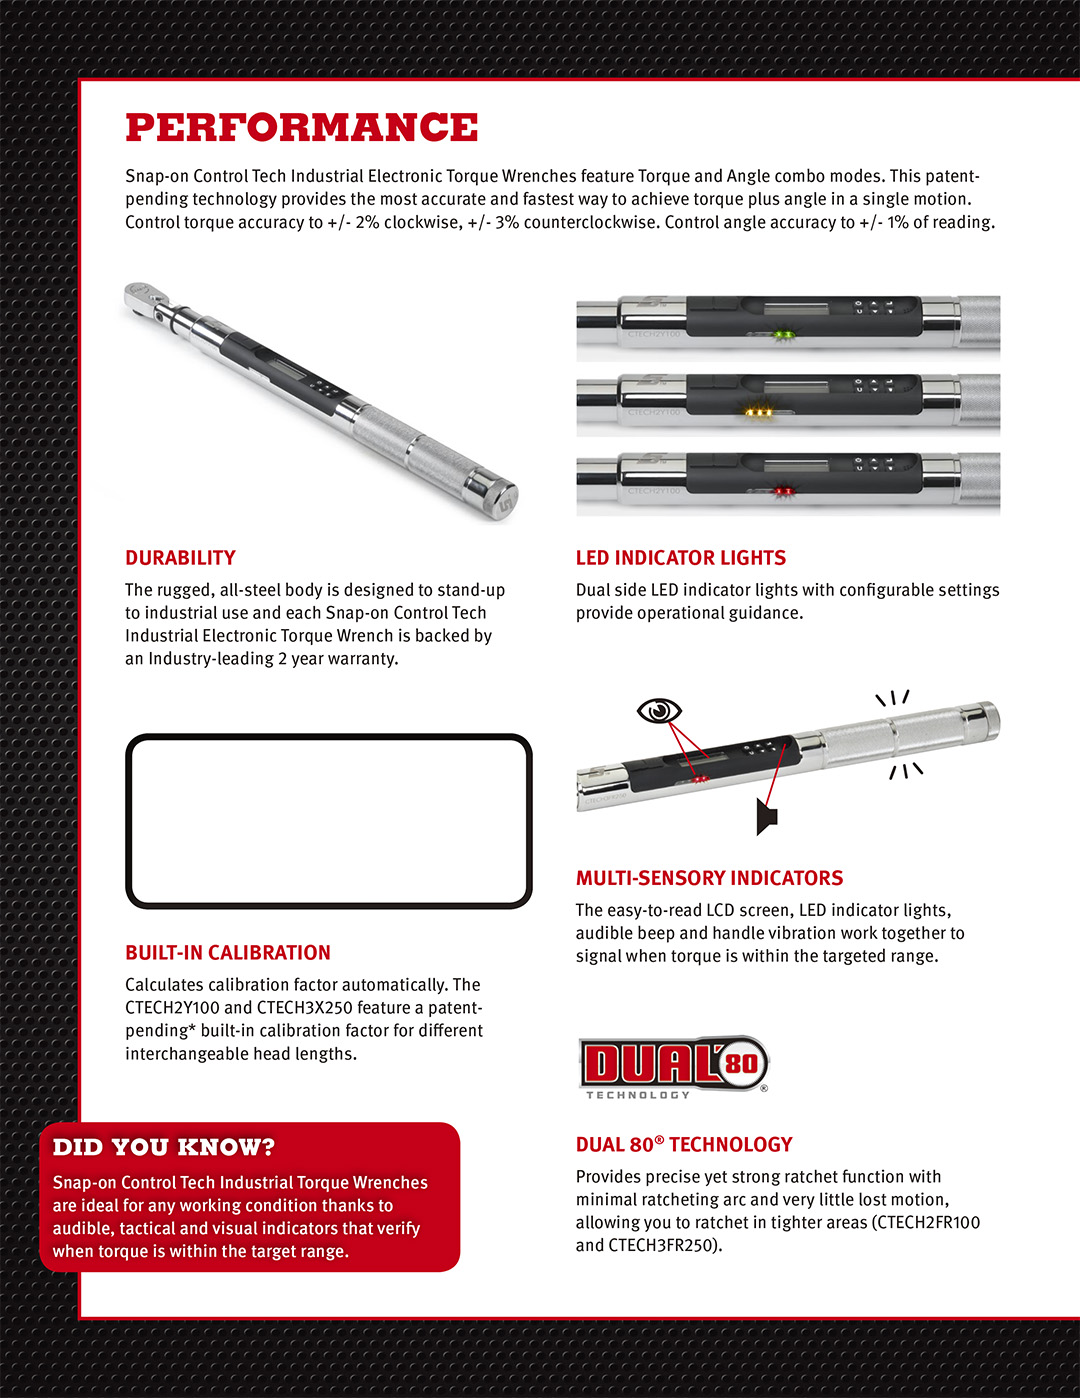 PERFORMANCE
Snap-on Control Tech Industrial Electronic Torque Wrenches feature Torque and Angle combo modes. This patent-
pending technology provides the most accurate and fastest way to achieve torque plus angle in a single motion.
Control torque accuracy to +/- 2% clockwise, +/- 3% counterclockwise. Control angle accuracy to +/- 1% of reading.
CTECH2Y100
CTECH2Y100
CTECH2Y100
DURABILITY
The rugged, all-steel body is designed to stand-up
to industrial use and each Snap-on Control Tech
Industrial Electronic Torque Wrench is backed by
an Industry-leading 2 year warranty.
LED INDICATOR LIGHTS
Dual side LED indicator lights with configurable settings
provide operational guidance.
BUILT-IN CALIBRATION
Calculates calibration factor automatically. The
CTECH2Y100 and CTECH3X250 feature a patent-
pending* built-in calibration factor for different
interchangeable head lengths.
MULTI-SENSORY INDICATORS
The easy-to-read LCD screen, LED indicator lights,
audible beep and handle vibration work together to
signal when torque is within the targeted range.
DUAL 80
TECHNOLOGY ®
DUAL 80® TECHNOLOGY
Provides precise yet strong ratchet function with
minimal ratcheting arc and very little lost motion,
allowing you to ratchet in tighter areas (CTECH2FR100
and CTECH3FR250).
DID YOU KNOW?
Snap-on Control Tech Industrial Torque Wrenches
are ideal for any working condition thanks to
audible, tactical and visual indicators that verify
when torque is within the target range.